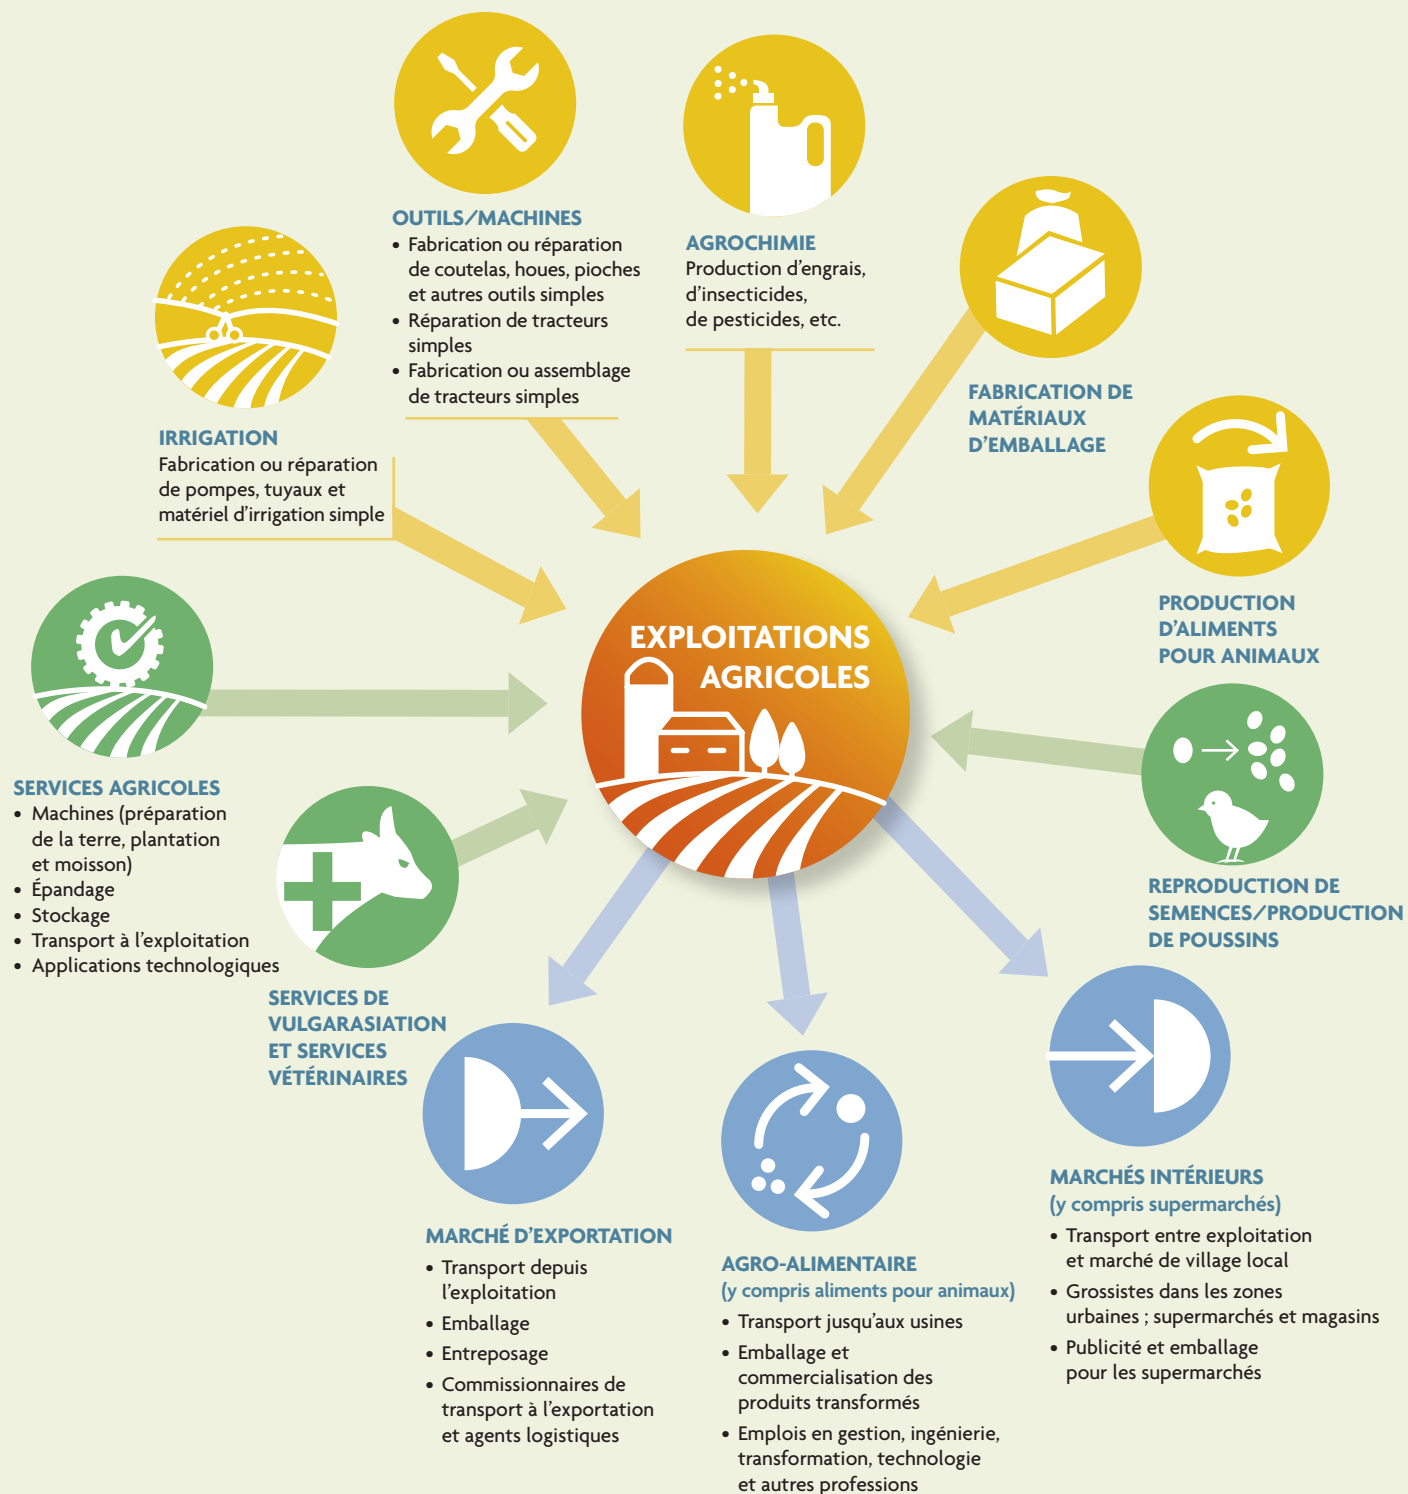 OUTILS/MACHINES
• Fabrication ou réparation
de coutelas, houes, pioches
et autres outils simples
• Réparation de tracteurs
simples
• Fabrication ou assemblage
de tracteurs simples
AGROCHIMIE
Production d’engrais,
d’insecticides,
de pesticides, etc.
FABRICATION DE
MATÉRIAUX
D’EMBALLAGE
IRRIGATION
Fabrication ou réparation
de pompes, tuyaux et
matériel d’irrigation simple
PRODUCTION
D’ALIMENTS
POUR ANIMAUX
EXPLOITATIONS
AGRICOLES
SERVICES AGRICOLES
• Machines (préparation
de la terre, plantation
et moisson)
• Épandage
• Stockage
• Transport à l’exploitation
• Applications technologiques
REPRODUCTION DE
SEMENCES/PRODUCTION
DE POUSSINS
SERVICES DE
VULGARASIATION
ET SERVICES
VÉTÉRINAIRES
MARCHÉ D’EXPORTATION
• Transport depuis
l’exploitation
• Emballage
• Entreposage
• Commissionnaires de
transport à l’exportation
et agents logistiques
AGRO-ALIMENTAIRE
(y compris aliments pour animaux)
• Transport jusqu’aux usines
• Emballage et
commercialisation des
produits transformés
• Emplois en gestion, ingénierie,
transformation, technologie
et autres professions
MARCHÉS INTÉRIEURS
(y compris supermarchés)
• Transport entre exploitation
et marché de village local
• Grossistes dans les zones
urbaines ; supermarchés et magasins
• Publicité et emballage
pour les supermarchés